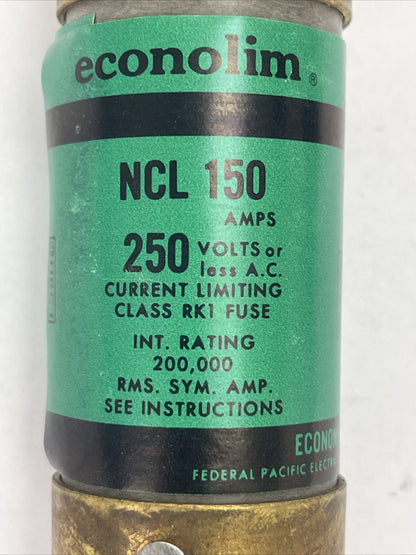 econolim ®
NCL 150
AMPS
250 VOLTS or
less A.C.
CURRENT LIMITING
CLASS RK1 FUSE
INT. RATING
200,000
RMS. SYM. AMP.
SEE INSTRUCTIONS
FEDERAL PACIFIC ELECTRIC